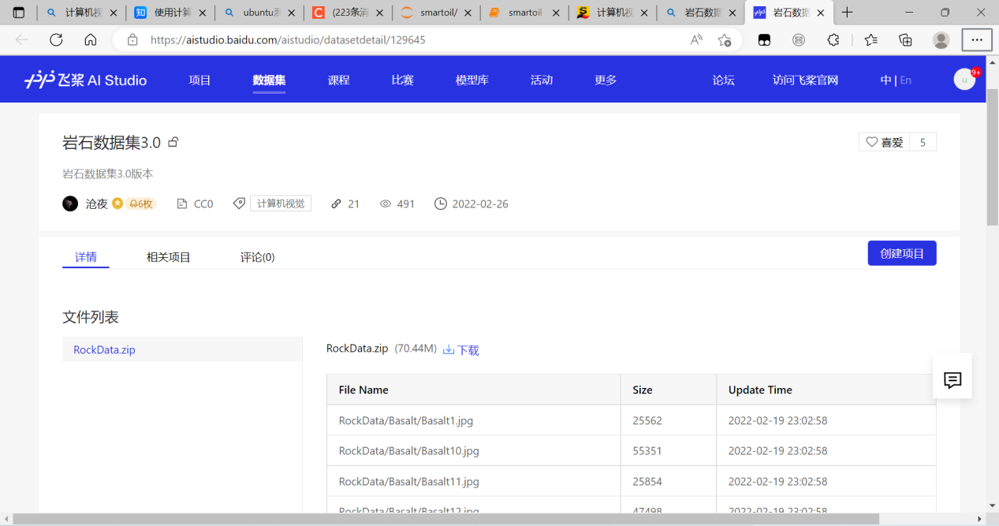 计算机视
使用计算
ubuntu系
(223条消
smartoil/
smartoil
计算机视
岩石数据
岩石数据
https://aistudio.baidu.com/aistudio/datasetdetail/129645
飞桨 AI Studio
项目
数据集
课程
比赛
模型库
活动
更多
论坛
访问飞桨官网
中 | En
u
9+
岩石数据集3.0
喜爱
5
岩石数据集3.0版本
沧夜
6枚
CC0
计算机视觉
21
491
2022-02-26
详情
相关项目
评论(0)
创建项目
文件列表
RockData.zip
RockData.zip (70.44M) 下载
File Name Size Update Time
RockData/Basalt/Basalt1.jpg 25562 2022-02-19 23:02:58
RockData/Basalt/Basalt10.jpg 55351 2022-02-19 23:02:58
RockData/Basalt/Basalt11.jpg 25854 2022-02-19 23:02:58
RockData/Basalt/Basalt12.jpg 47498 2022-02-19 23:02:58